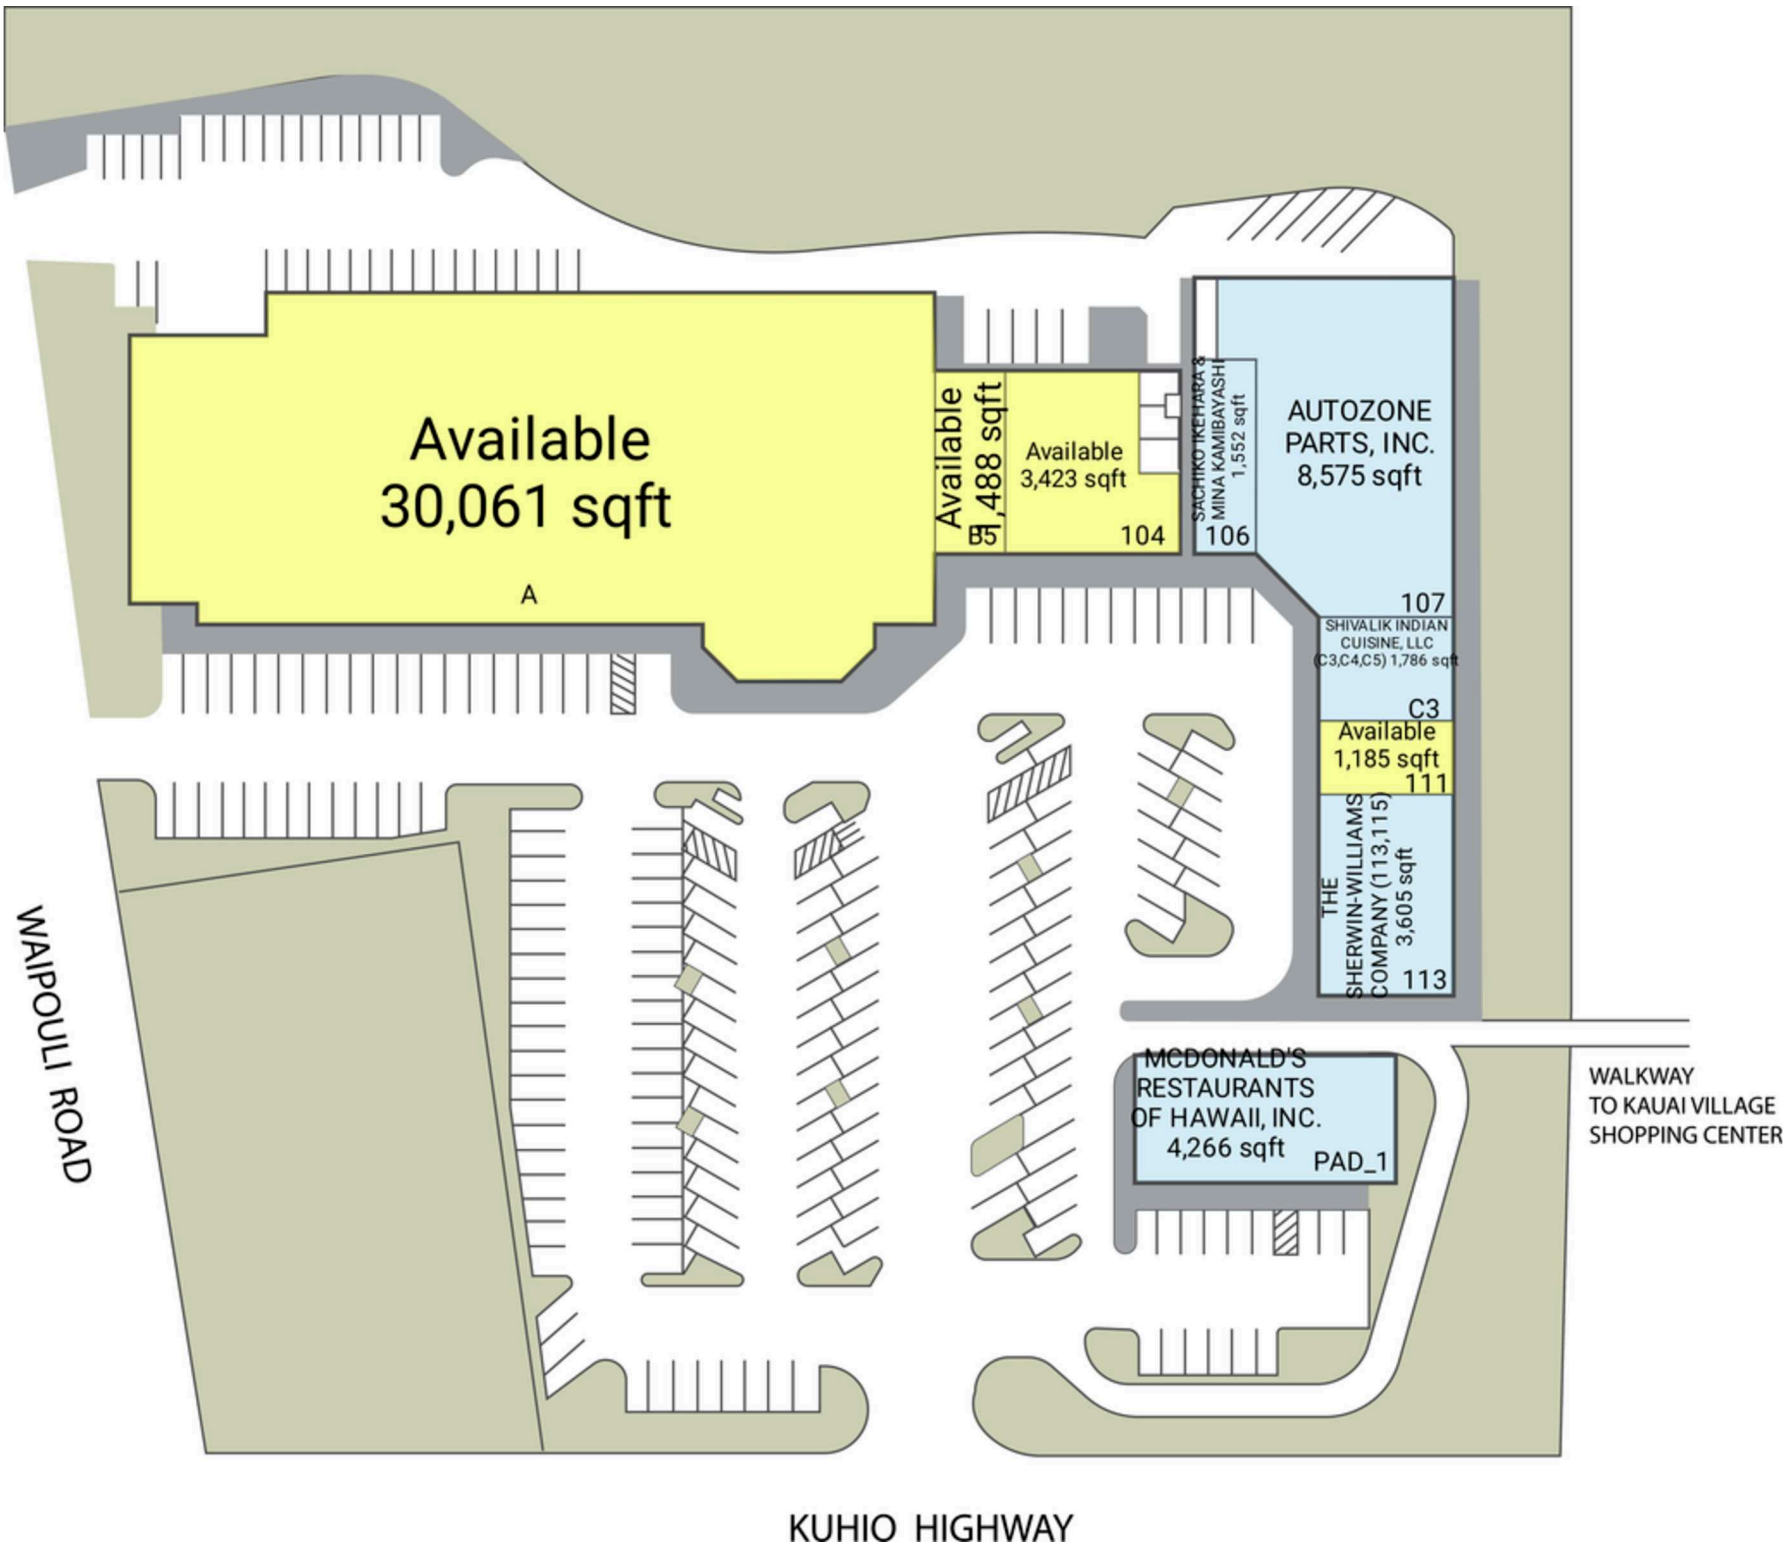 Available
30,061 sqft
A
Available
1,488 sqft
B5
Available
3,423 sqft
104
SACHIKO IKEHARA &
MINA KAMIBAYASHI
1,552 sqft
106
AUTOZONE
PARTS, INC.
8,575 sqft
107
SHIVALIK INDIAN
CUISINE, LLC
(C3,C4,C5) 1,786 sqft
C3
Available
1,185 sqft
111
THE
SHERWIN-WILLIAMS
COMPANY (113,115)
3,605 sqft
113
MCDONALD'S
RESTAURANTS
OF HAWAII, INC.
4,266 sqft
PAD_1
WALKWAY
TO KAUAI VILLAGE
SHOPPING CENTER
WAIPOULI ROAD
KUHIO HIGHWAY